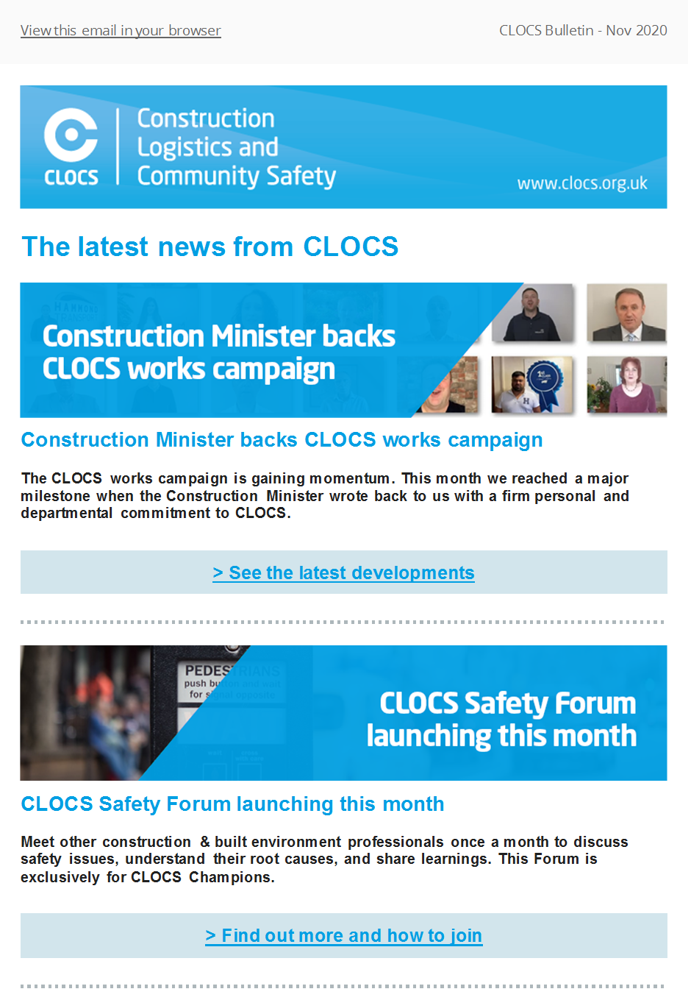 View this email in your browser
CLOCS Bulletin - Nov 2020
CLOCS
Construction
Logistics and
Community Safety
www.clocs.org.uk
The latest news from CLOCS
HAMMOND
Construction Minister backs
CLOCS works campaign
1st
H
Construction Minister backs CLOCS works campaign
The CLOCS works campaign is gaining momentum. This month we reached a major
milestone when the Construction Minister wrote back to us with a firm personal and
departmental commitment to CLOCS.
> See the latest developments
PEDESTRIANS
push button and wait
for signal opposite
wait
with care
CLOCS Safety Forum
launching this month
CLOCS Safety Forum launching this month
Meet other construction & built environment professionals once a month to discuss
safety issues, understand their root causes, and share learnings. This Forum is
exclusively for CLOCS Champions.
> Find out more and how to join